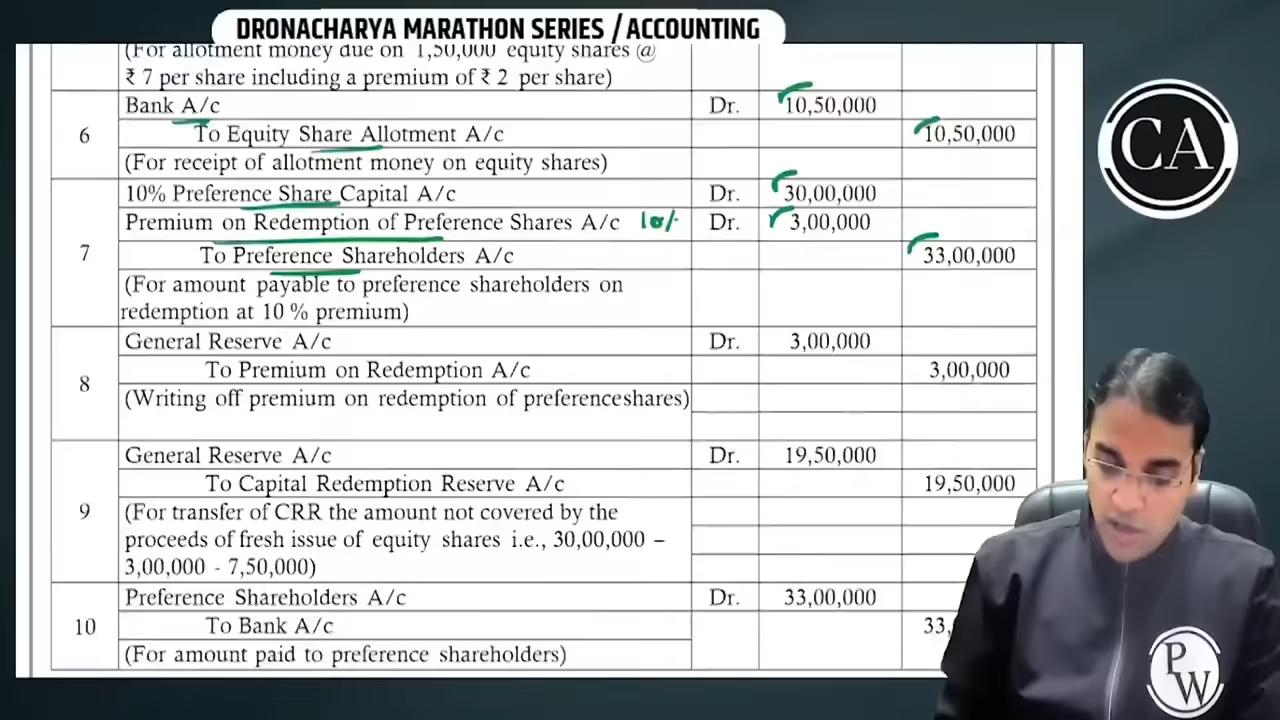 DRONACHARYA MARATHON SERIES / ACCOUNTING
(For allotment money due on 1,50,000 equity shares @
₹ 7 per share including a premium of ₹ 2 per share)
Bank A/c Dr. 10,50,000
6 To Equity Share Allotment A/c 10,50,000
(For receipt of allotment money on equity shares)
10% Preference Share Capital A/c Dr. 30,00,000
Premium on Redemption of Preference Shares A/c 10% Dr. 3,00,000
7 To Preference Shareholders A/c 33,00,000
(For amount payable to preference shareholders on
redemption at 10 % premium)
General Reserve A/c Dr. 3,00,000
To Premium on Redemption A/c 3,00,000
8 (Writing off premium on redemption of preference shares)
General Reserve A/c Dr. 19,50,000
To Capital Redemption Reserve A/c 19,50,000
9 (For transfer of CRR the amount not covered by the
proceeds of fresh issue of equity shares i.e., 30,00,000 –
3,00,000 - 7,50,000)
Preference Shareholders A/c Dr. 33,00,000
10 To Bank A/c 33,
(For amount paid to preference shareholders)
CA
P
W